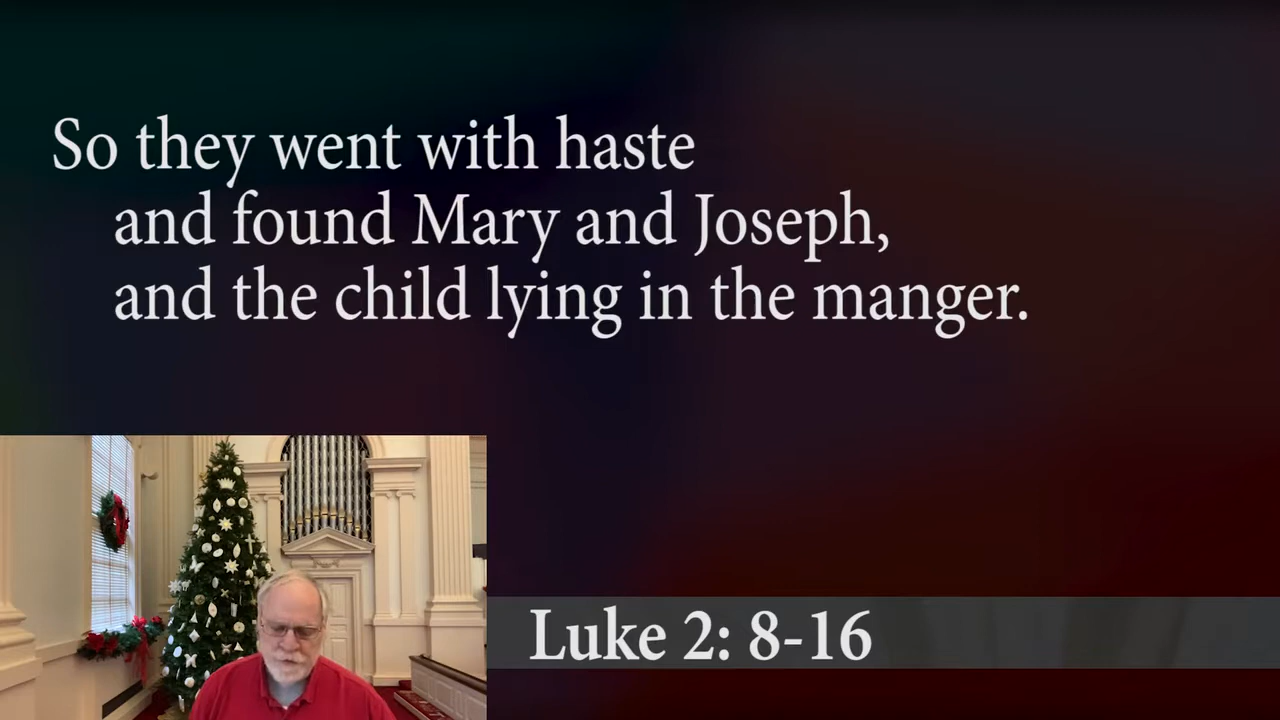 So they went with haste
and found Mary and Joseph,
and the child lying in the manger.
Luke 2: 8-16